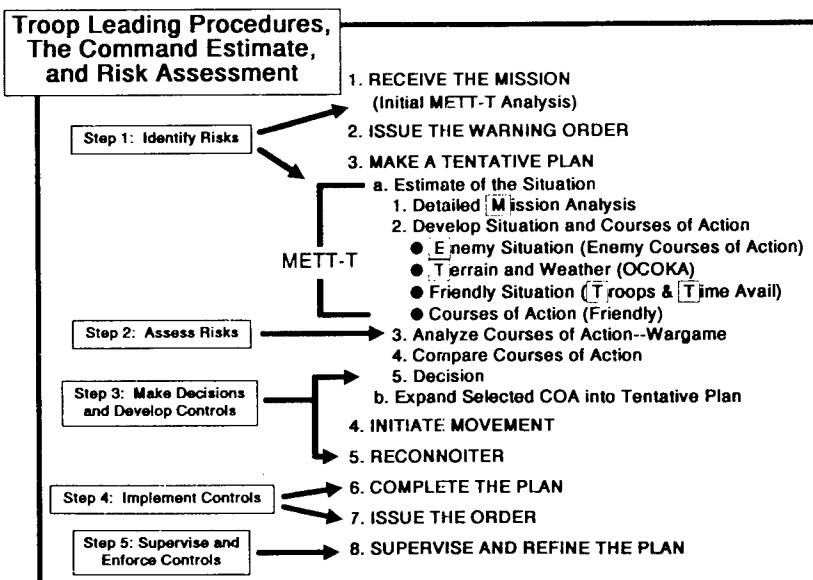 Troop Leading Procedures,
The Command Estimate,
and Risk Assessment
1. RECEIVE THE MISSION
(Initial METT-T Analysis)
Step 1: Identify Risks
2. ISSUE THE WARNING ORDER
3. MAKE A TENTATIVE PLAN
a. Estimate of the Situation
1. Detailed Mission Analysis
2. Develop Situation and Courses of Action
METT-T
● Enemy Situation (Enemy Courses of Action)
● Terrain and Weather (OCOKA)
● Friendly Situation (Troops & Time Avail)
● Courses of Action (Friendly)
Step 2: Assess Risks
3. Analyze Courses of Action--Wargame
4. Compare Courses of Action
Step 3: Make Decisions
and Develop Controls
5. Decision
b. Expand Selected COA into Tentative Plan
4. INITIATE MOVEMENT
5. RECONNOITER
Step 4: Implement Controls
6. COMPLETE THE PLAN
7. ISSUE THE ORDER
Step 5: Supervise and
Enforce Controls
8. SUPERVISE AND REFINE THE PLAN